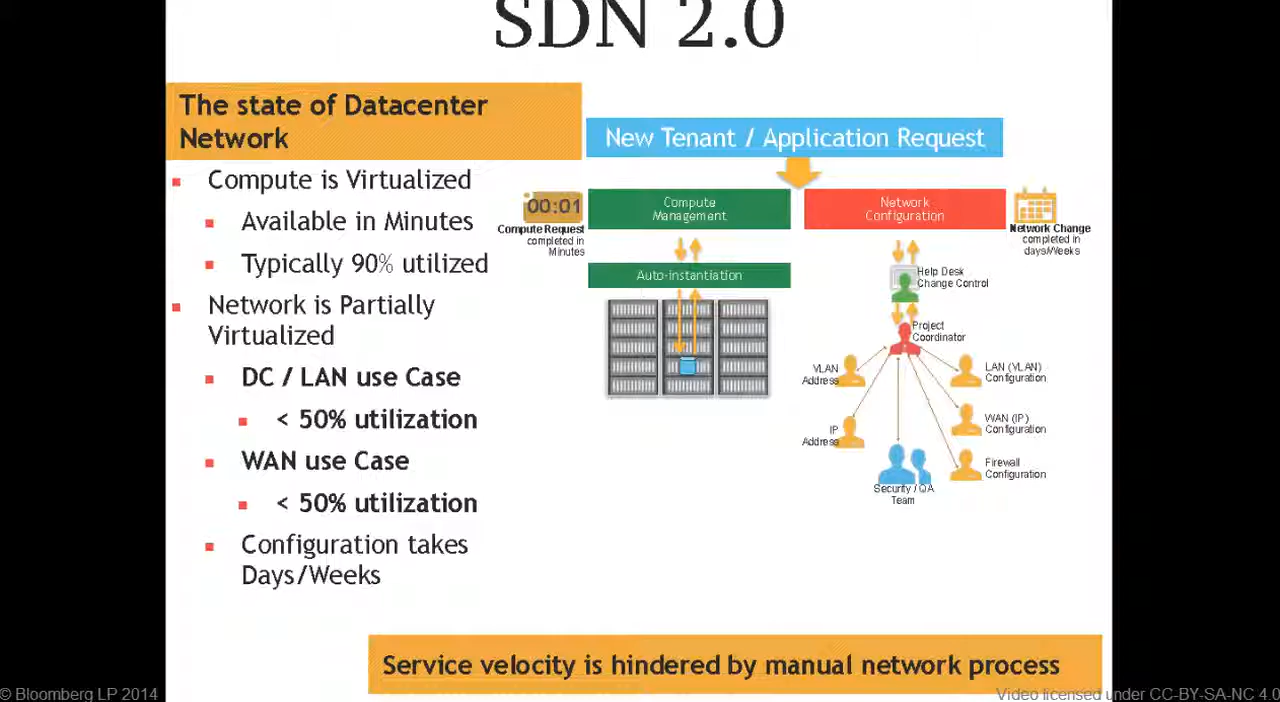 SDN 2.0
The state of Datacenter
Network
Compute is Virtualized
Available in Minutes
Typically 90% utilized
Network is Partially
Virtualized
DC / LAN use Case
< 50% utilization
WAN use Case
< 50% utilization
Configuration takes
Days/Weeks
New Tenant / Application Request
00:01
Compute Request
completed in
Minutes
Compute
Management
Auto-instantiation
Network
Configuration
Network Change
completed in
days/Weeks
Help Desk
Change Control
Project
Coordinator
VLAN
Address
IP
Address
Security / QA
Team
LAN (VLAN)
Configuration
WAN (IP)
Configuration
Firewall
Configuration
Service velocity is hindered by manual network process
© Bloomberg LP 2014
Video licensed under CC-BY-SA-NC 4.0